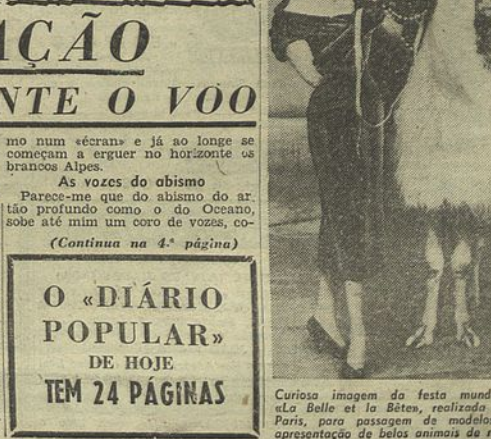 AÇÃO
NTE O VOO
mo num «écran» e já ao longe se
começam a erguer no horizonte os
brancos Alpes.
As vozes do abismo
Parece-me que do abismo do ar,
tão profundo como o do Oceano,
sobe até mim um coro de vozes, co-
(Continua na 4.ª página)
O «DIÁRIO
POPULAR»
DE HOJE
TEM 24 PÁGINAS
Curiosa imagem da festa mund
«La Belle et la Bête», realizada
Paris, para passagem de modelos
apresentação de belos animais de